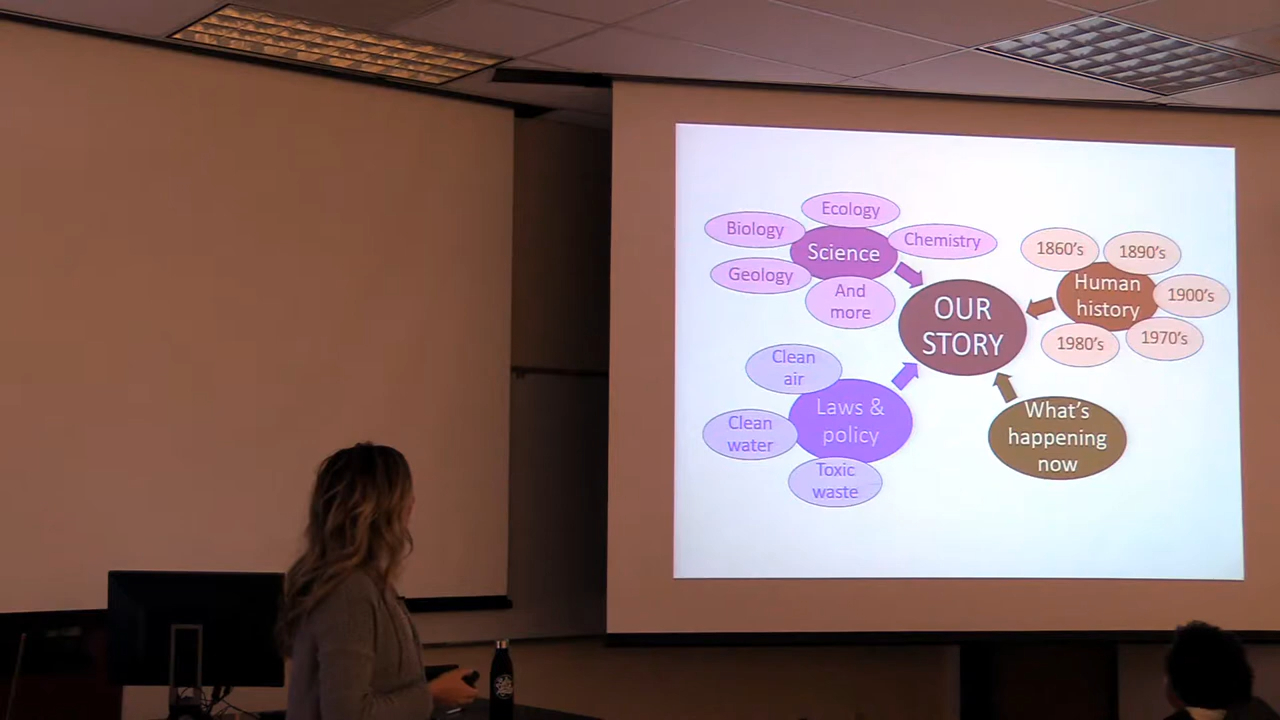 Ecology
Biology
Science
Chemistry
Geology
And
more
OUR
STORY
1860's
1890's
Human
history
1900's
1980's
1970's
Clean
air
Laws &
policy
Clean
water
Toxic
waste
What's
happening
now